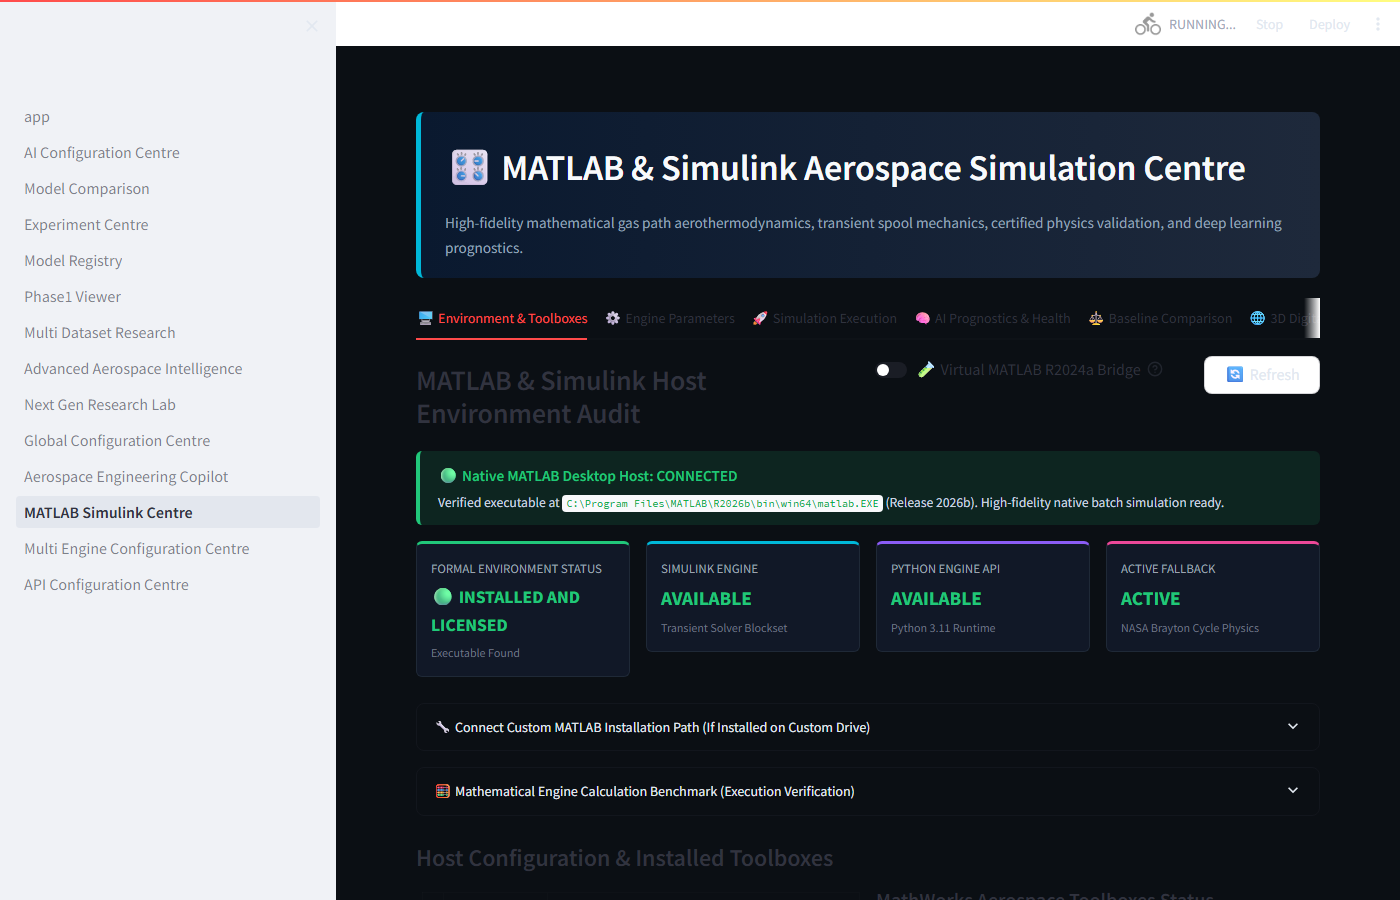 RUNNING...
Stop
Deploy
app
AI Configuration Centre
Model Comparison
Experiment Centre
Model Registry
Phase1 Viewer
Multi Dataset Research
Advanced Aerospace Intelligence
Next Gen Research Lab
Global Configuration Centre
Aerospace Engineering Copilot
MATLAB Simulink Centre
Multi Engine Configuration Centre
API Configuration Centre
MATLAB & Simulink Aerospace Simulation Centre
High-fidelity mathematical gas path aerothermodynamics, transient spool mechanics, certified physics validation, and deep learning
prognostics.
Environment & Toolboxes
Engine Parameters
Simulation Execution
AI Prognostics & Health
Baseline Comparison
3D Digi
MATLAB & Simulink Host
Environment Audit
Virtual MATLAB R2024a Bridge
Refresh
Native MATLAB Desktop Host: CONNECTED
Verified executable at C:\Program Files\MATLAB\R2026b\bin\win64\matlab.EXE (Release 2026b). High-fidelity native batch simulation ready.
FORMAL ENVIRONMENT STATUS
INSTALLED AND
LICENSED
Executable Found
SIMULINK ENGINE
AVAILABLE
Transient Solver Blockset
PYTHON ENGINE API
AVAILABLE
Python 3.11 Runtime
ACTIVE FALLBACK
ACTIVE
NASA Brayton Cycle Physics
Connect Custom MATLAB Installation Path (If Installed on Custom Drive)
Mathematical Engine Calculation Benchmark (Execution Verification)
Host Configuration & Installed Toolboxes
MathWorks Aerospace Toolboxes Status